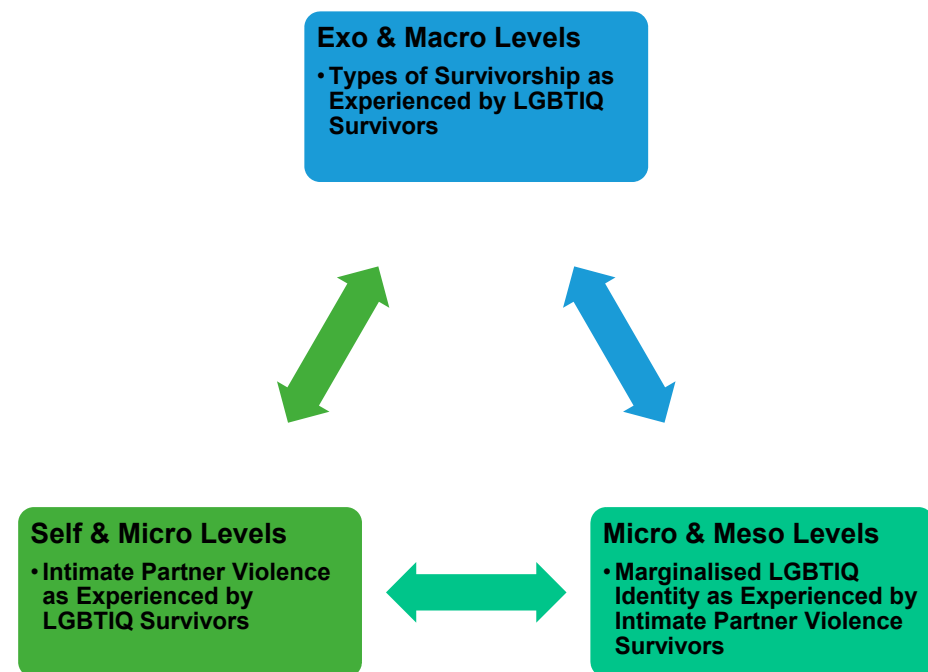 Exo & Macro Levels
• Types of Survivorship as
Experienced by LGBTIQ
Survivors
Self & Micro Levels
• Intimate Partner Violence
as Experienced by
LGBTIQ Survivors
Micro & Meso Levels
• Marginalised LGBTIQ
Identity as Experienced by
Intimate Partner Violence
Survivors